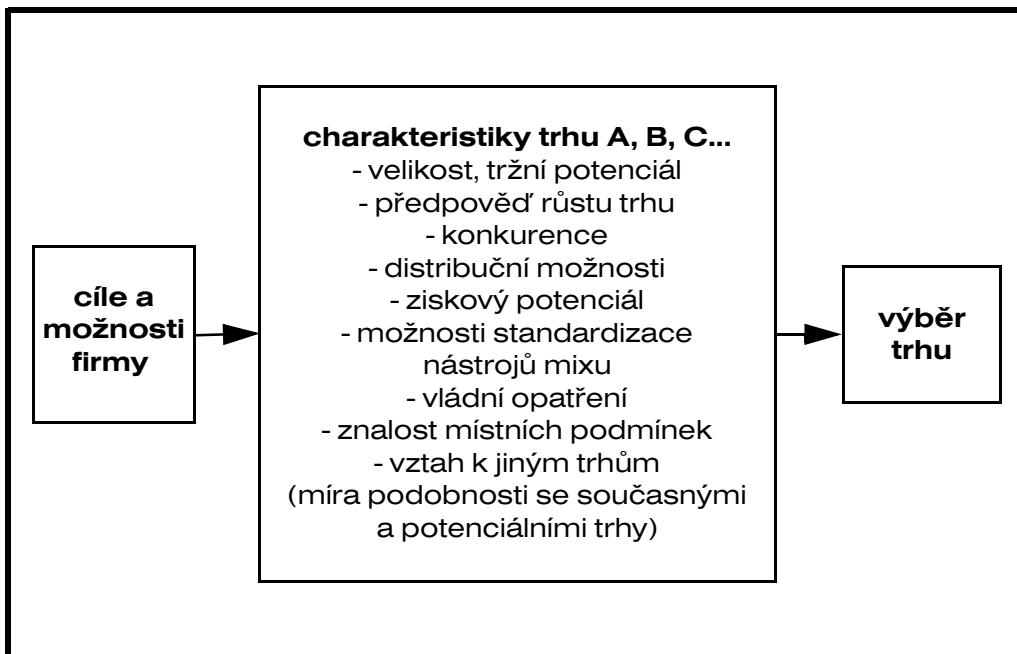 cíle a
možnosti
firmy
charakteristiky trhu A, B, C...
- velikost, tržní potenciál
- předpověď růstu trhu
- konkurence
- distribuční možnosti
- ziskový potenciál
- možnosti standardizace
nástrojů mixu
- vládní opatření
- znalost místních podmínek
- vztah k jiným trhům
(míra podobnosti se současnými
a potenciálními trhy)
výběr
trhu